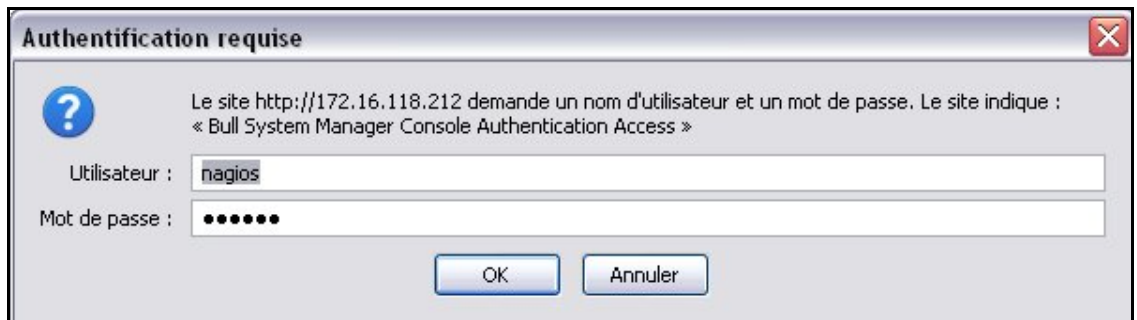 Authentification requise
Le site http://172.16.118.212 demande un nom d'utilisateur et un mot de passe. Le site indique :
« Bull System Manager Console Authentication Access »
Utilisateur : nagios
Mot de passe : ●●●●●●
OK Annuler